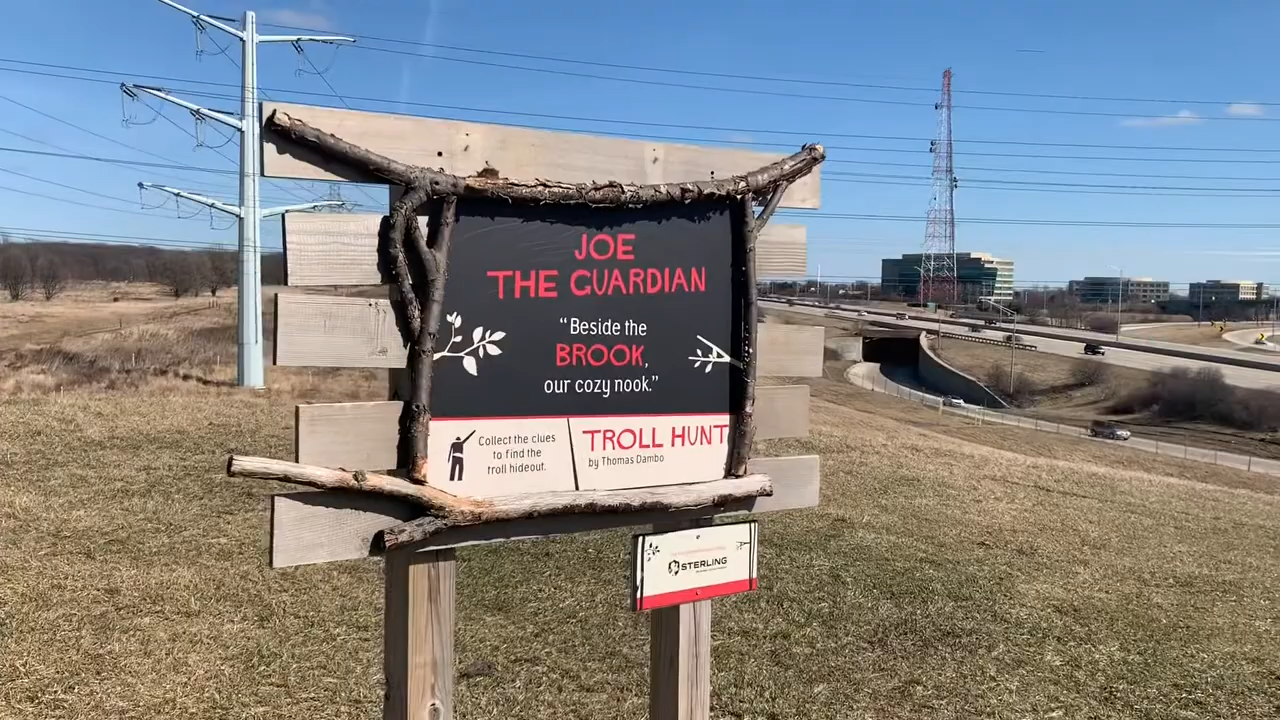 JOE
THE GUARDIAN
"Beside the
BROOK,
our cozy nook."
Collect the clues
to find the
troll hideout.
TROLL HUNT
by Thomas Dambo
STERLING